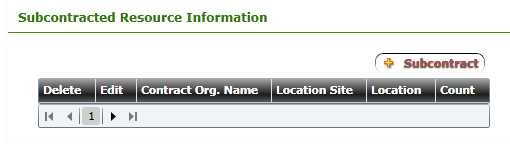 Subcontracted Resource Information
Subcontract
Delete Edit Contract Org. Name Location Site Location Count
1